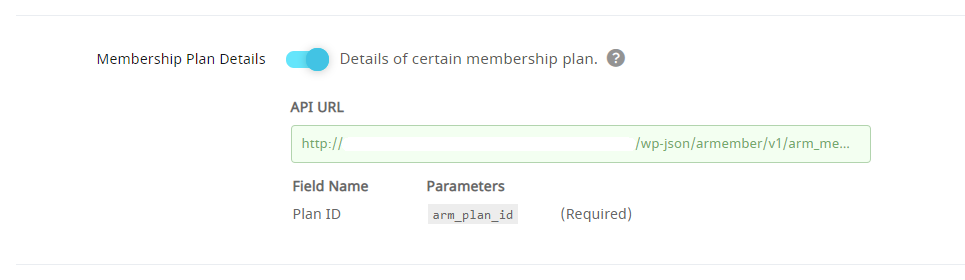 Membership Plan Details Details of certain membership plan. ?
API URL
http:// /wp-json/armember/v1/arm_me...
Field Name Parameters
Plan ID arm_plan_id (Required)